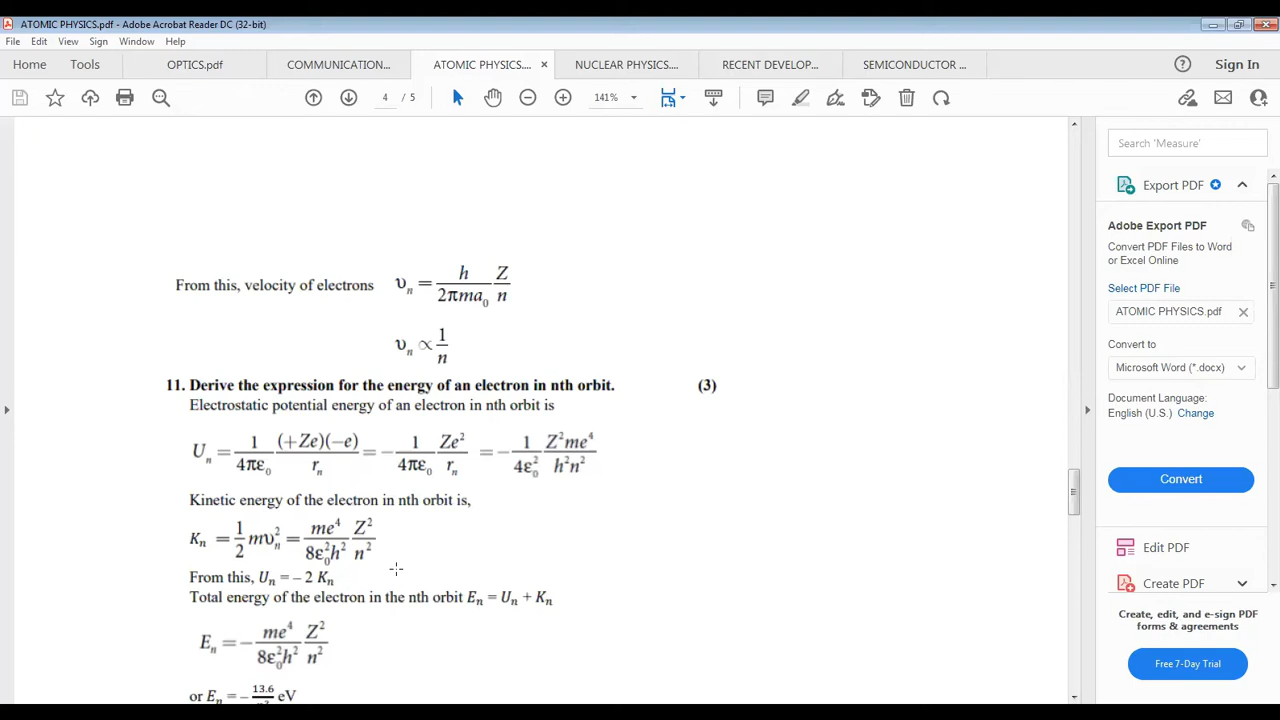 ATOMIC PHYSICS.pdf - Adobe Acrobat Reader DC (32-bit)
File Edit View Sign Window Help
Home Tools OPTICS.pdf COMMUNICATION... ATOMIC PHYSICS.... × NUCLEAR PHYSICS.... RECENT DEVELOP... SEMICONDUCTOR ... Sign In
4 / 5 141%
Search 'Measure'
Export PDF
Adobe Export PDF
Convert PDF Files to Word
or Excel Online
Select PDF File
ATOMIC PHYSICS.pdf
Convert to
Microsoft Word (*.docx)
Document Language:
English (U.S.) Change
Convert
Edit PDF
Create PDF
Create, edit, and e-sign PDF
forms & agreements
Free 7-Day Trial
From this, velocity of electrons υₙ = h/(2πma₀) Z/n
υₙ ∝ 1/n
11. Derive the expression for the energy of an electron in nth orbit. (3)
Electrostatic potential energy of an electron in nth orbit is
Uₙ = 1/(4πε₀) (+Ze)(−e)/rₙ = − 1/(4πε₀) Ze²/rₙ = − 1/(4ε₀²) Z²me⁴/(h²n²)
Kinetic energy of the electron in nth orbit is,
Kₙ = 1/2 mυₙ² = me⁴/(8ε₀²h²) Z²/n²
From this, Uₙ = – 2 Kₙ
Total energy of the electron in the nth orbit Eₙ = Uₙ + Kₙ
Eₙ = − me⁴/(8ε₀²h²) Z²/n²
or Eₙ = − 13.6/n² eV